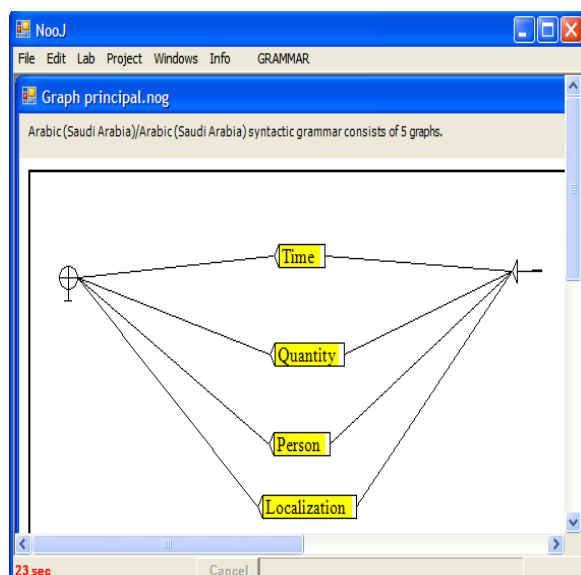 NooJ
File Edit Lab Project Windows Info GRAMMAR
Graph principal.nog
Arabic (Saudi Arabia)/Arabic (Saudi Arabia) syntactic grammar consists of 5 graphs.
Time
Quantity
Person
Localization
23 sec Cancel